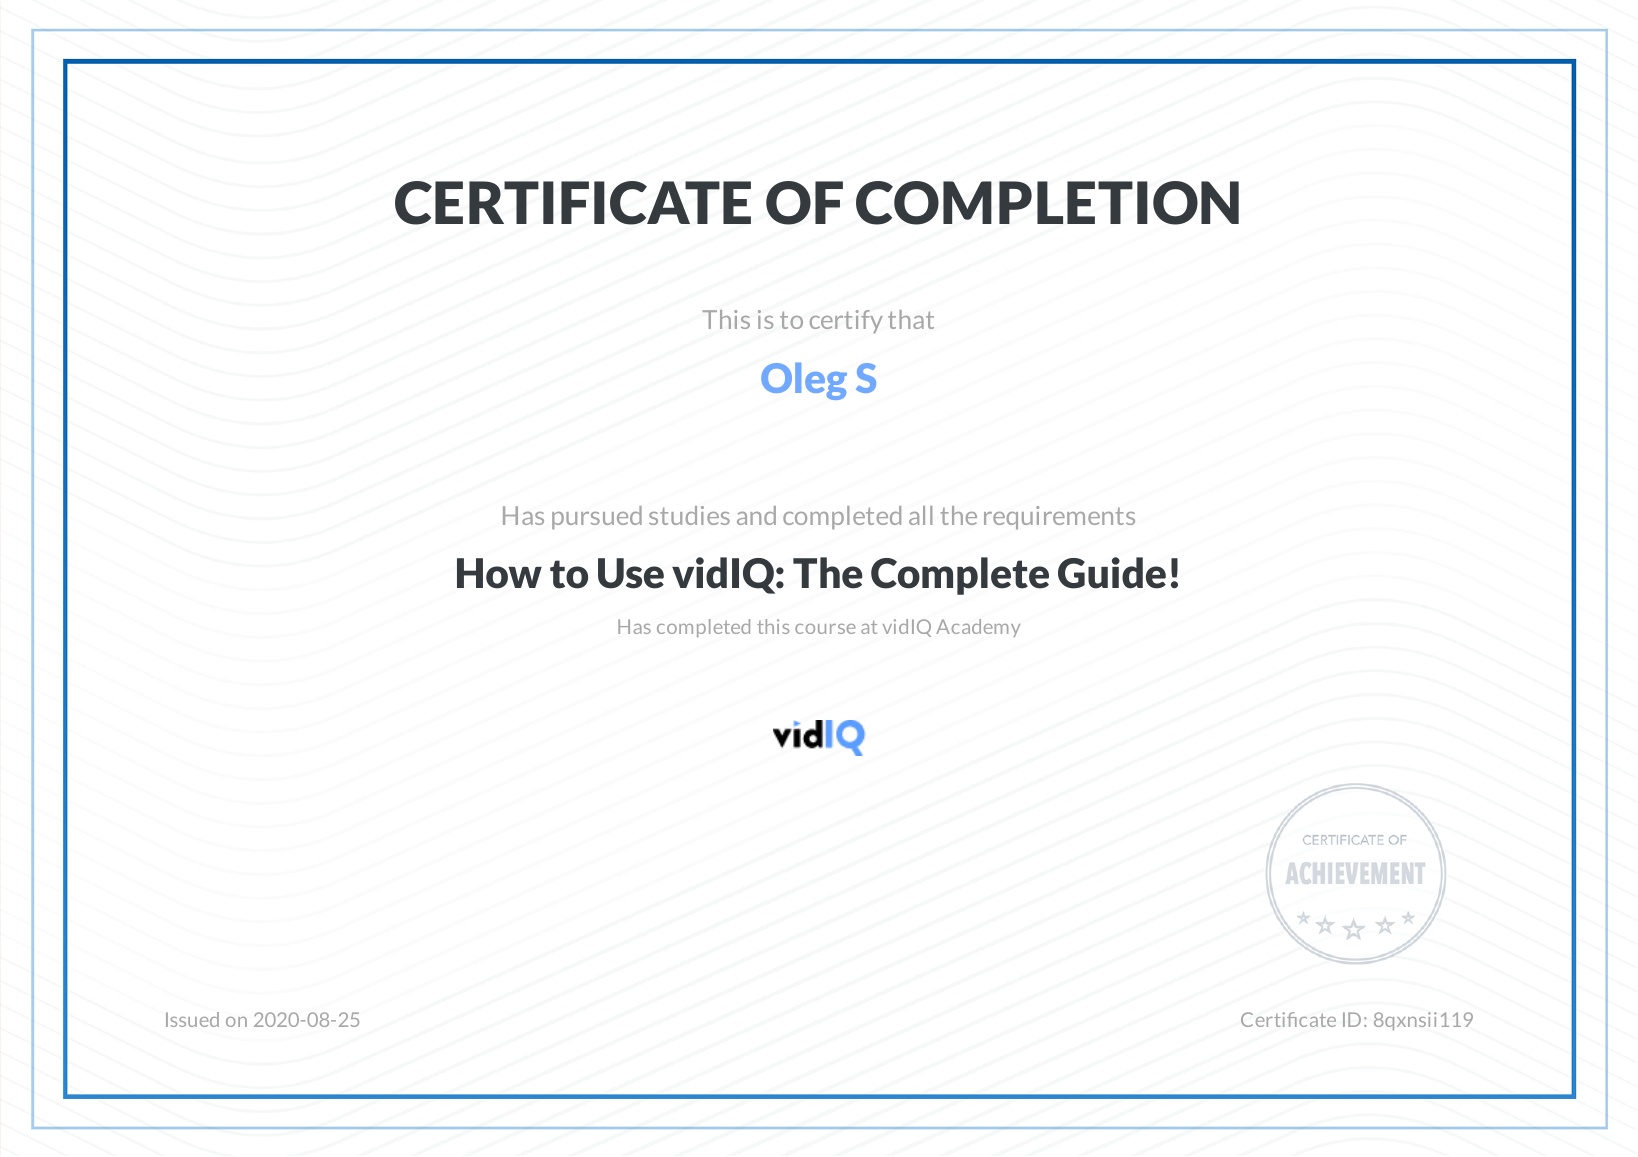 CERTIFICATE OF COMPLETION
This is to certify that
Oleg S
Has pursued studies and completed all the requirements
How to Use vidIQ: The Complete Guide!
Has completed this course at vidIQ Academy
vidIQ
CERTIFICATE OF
ACHIEVEMENT
Issued on 2020-08-25
Certificate ID: 8qxnsii119